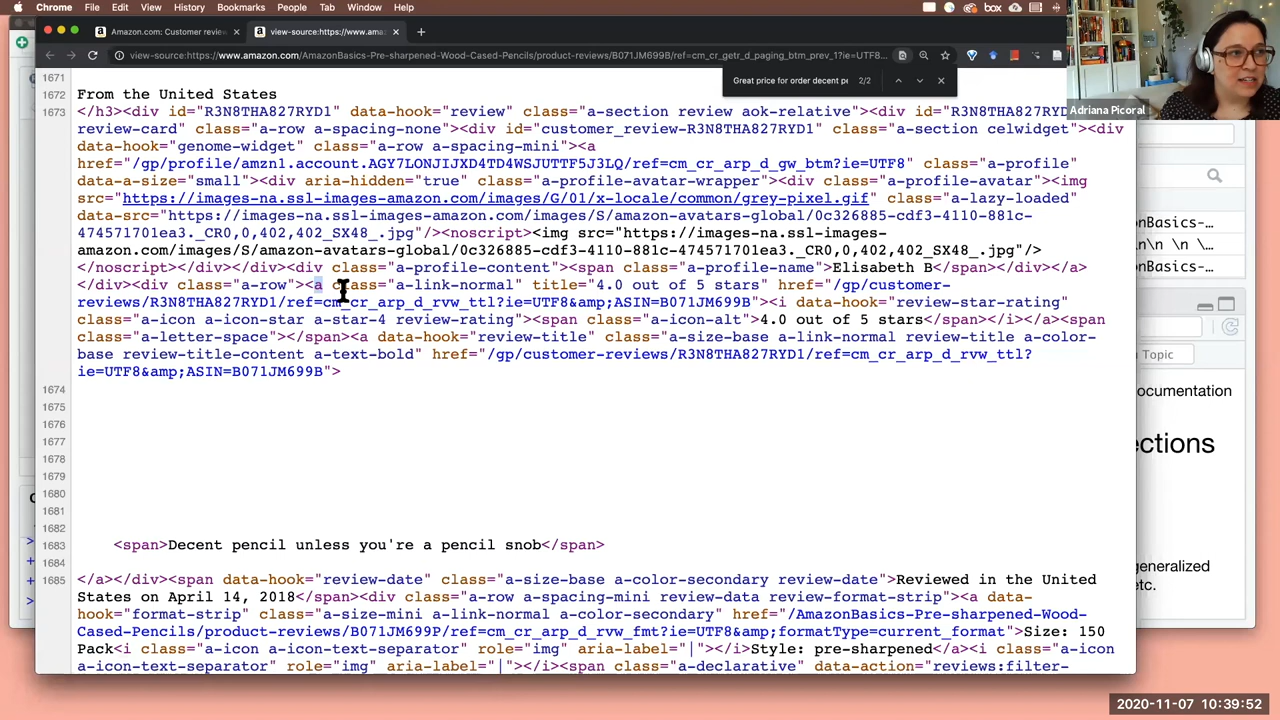 Chrome File Edit View History Bookmarks People Tab Window Help
box
Amazon.com: Customer review
view-source:https://www.ama
view-source:https://www.amazon.com/AmazonBasics-Pre-sharpened-Wood-Cased-Pencils/product-reviews/B071JM699B/ref=cm_cr_getr_d_paging_btm_prev_1?ie=UTF8...
Great price for order decent pe 2/2
Adriana Picoral
1671
1672 From the United States
1673 </h3><div id="R3N8THA827RYD1" data-hook="review" class="a-section review aok-relative"><div id="R3N8THA827RYD1
review-card" class="a-row a-spacing-none"><div id="customer_review-R3N8THA827RYD1" class="a-section celwidget"><div
data-hook="genome-widget" class="a-row a-spacing-mini"><a
href="/gp/profile/amzn1.account.AGY7LONJIJXD4TD4WSJUTTF5J3LQ/ref=cm_cr_arp_d_gw_btm?ie=UTF8" class="a-profile"
data-a-size="small"><div aria-hidden="true" class="a-profile-avatar-wrapper"><div class="a-profile-avatar"><img
src="https://images-na.ssl-images-amazon.com/images/G/01/x-locale/common/grey-pixel.gif" class="a-lazy-loaded"
data-src="https://images-na.ssl-images-amazon.com/images/S/amazon-avatars-global/0c326885-cdf3-4110-881c-
474571701ea3._CR0,0,402,402_SX48_.jpg"/><noscript><img src="https://images-na.ssl-images-
amazon.com/images/S/amazon-avatars-global/0c326885-cdf3-4110-881c-474571701ea3._CR0,0,402,402_SX48_.jpg"/>
</noscript></div></div><div class="a-profile-content"><span class="a-profile-name">Elisabeth B</span></div></a>
</div><div class="a-row"><a class="a-link-normal" title="4.0 out of 5 stars" href="/gp/customer-
reviews/R3N8THA827RYD1/ref=cm_cr_arp_d_rvw_ttl?ie=UTF8&amp;ASIN=B071JM699B"><i data-hook="review-star-rating"
class="a-icon a-icon-star a-star-4 review-rating"><span class="a-icon-alt">4.0 out of 5 stars</span></i></a><span
class="a-letter-space"></span><a data-hook="review-title" class="a-size-base a-link-normal review-title a-color-
base review-title-content a-text-bold" href="/gp/customer-reviews/R3N8THA827RYD1/ref=cm_cr_arp_d_rvw_ttl?
ie=UTF8&amp;ASIN=B071JM699B">
1674
1675
1676
1677
1678
1679
1680
1681
1682
1683 <span>Decent pencil unless you're a pencil snob</span>
1684
1685 </a></div><span data-hook="review-date" class="a-size-base a-color-secondary review-date">Reviewed in the United
States on April 14, 2018</span><div class="a-row a-spacing-mini review-data review-format-strip"><a data-
hook="format-strip" class="a-size-mini a-link-normal a-color-secondary" href="/AmazonBasics-Pre-sharpened-Wood-
Cased-Pencils/product-reviews/B071JM699P/ref=cm_cr_arp_d_rvw_fmt?ie=UTF8&amp;formatType=current_format">Size: 150
Pack<i class="a-icon a-icon-text-separator" role="img" aria-label="|"></i>Style: pre-sharpened</a><i class="a-icon
a-icon-text-separator" role="img" aria-label="|"></i><span class="a-declarative" data-action="reviews:filter-
onBasics-...
\n\n \n \...
onBasics-...
Topic
ocumentation
ections
eneralized
etc.
2020-11-07 10:39:52